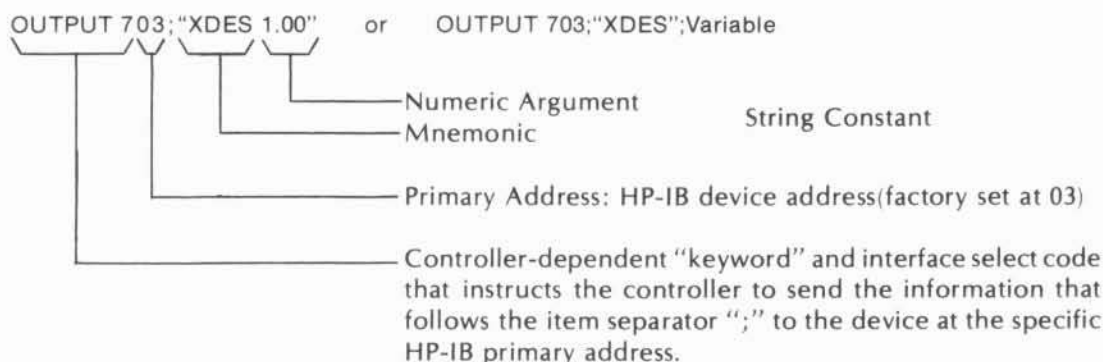 OUTPUT 703;“XDES 1.00” or OUTPUT 703;“XDES”;Variable
Numeric Argument
Mnemonic
String Constant
Primary Address: HP-IB device address(factory set at 03)
Controller-dependent “keyword” and interface select code
that instructs the controller to send the information that
follows the item separator “;” to the device at the specific
HP-IB primary address.